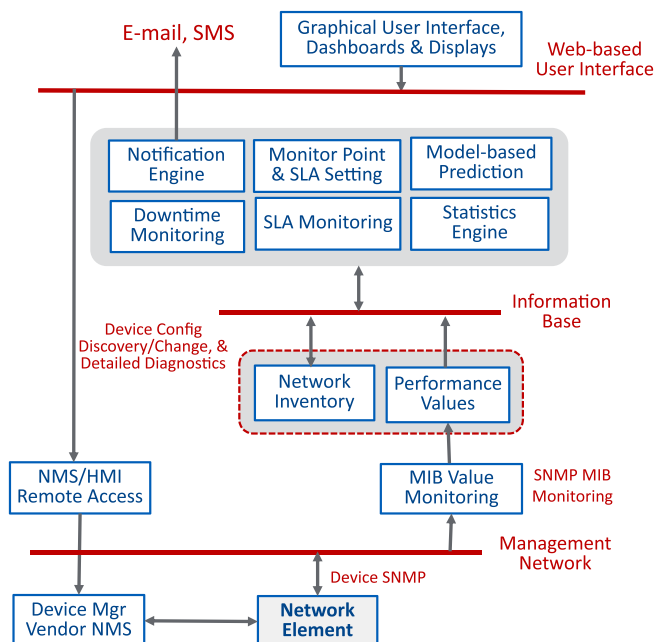 E-mail, SMS
Graphical User Interface,
Dashboards & Displays
Web-based
User Interface
Notification
Engine
Monitor Point
& SLA Setting
Model-based
Prediction
Downtime
Monitoring
SLA Monitoring
Statistics
Engine
Information
Base
Device Config
Discovery/Change, &
Detailed Diagnostics
Network
Inventory
Performance
Values
NMS/HMI
Remote Access
MIB Value
Monitoring
SNMP MIB
Monitoring
Management
Network
Device SNMP
Device Mgr
Vendor NMS
Network
Element